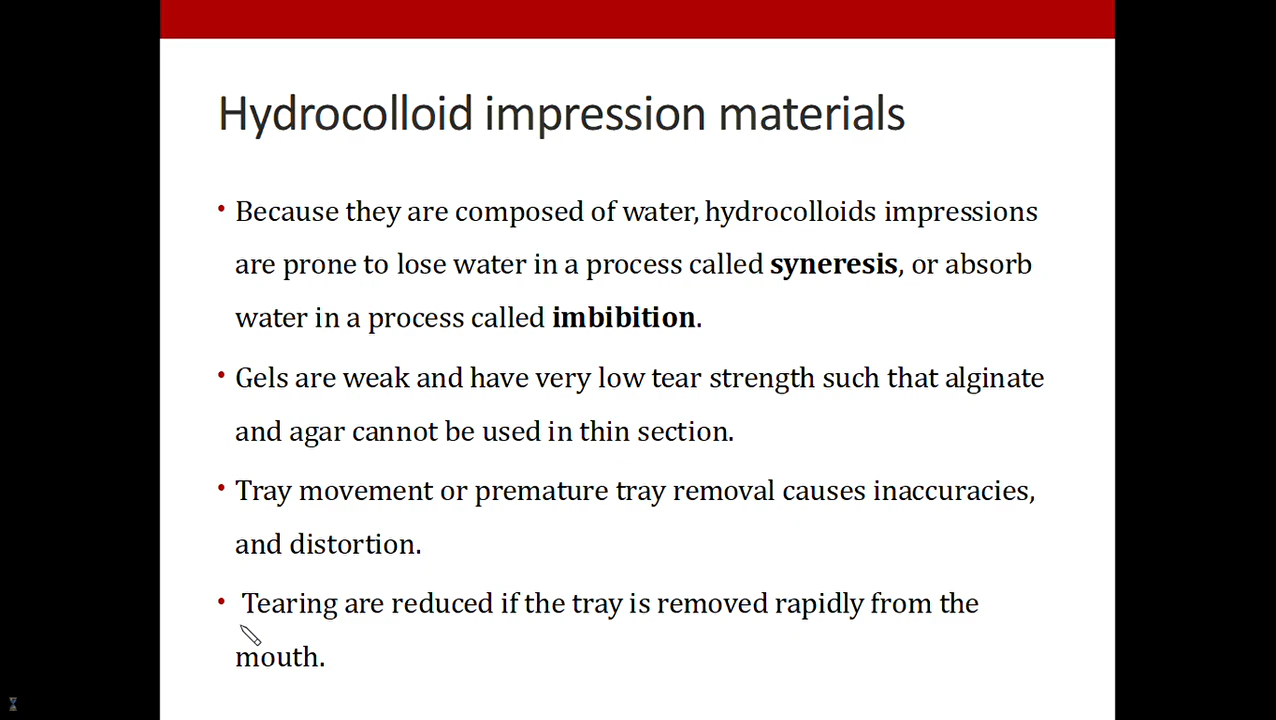 Hydrocolloid impression materials
• Because they are composed of water, hydrocolloids impressions
are prone to lose water in a process called syneresis, or absorb
water in a process called imbibition.
• Gels are weak and have very low tear strength such that alginate
and agar cannot be used in thin section.
• Tray movement or premature tray removal causes inaccuracies,
and distortion.
• Tearing are reduced if the tray is removed rapidly from the
mouth.